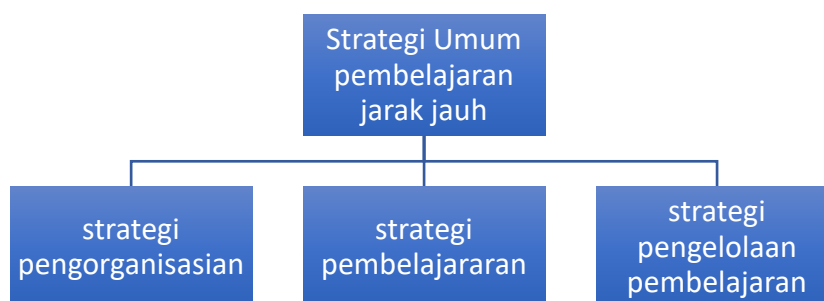 Strategi Umum
pembelajaran
jarak jauh
strategi
pengorganisasian
strategi
pembelajararan
strategi
pengelolaan
pembelajaran